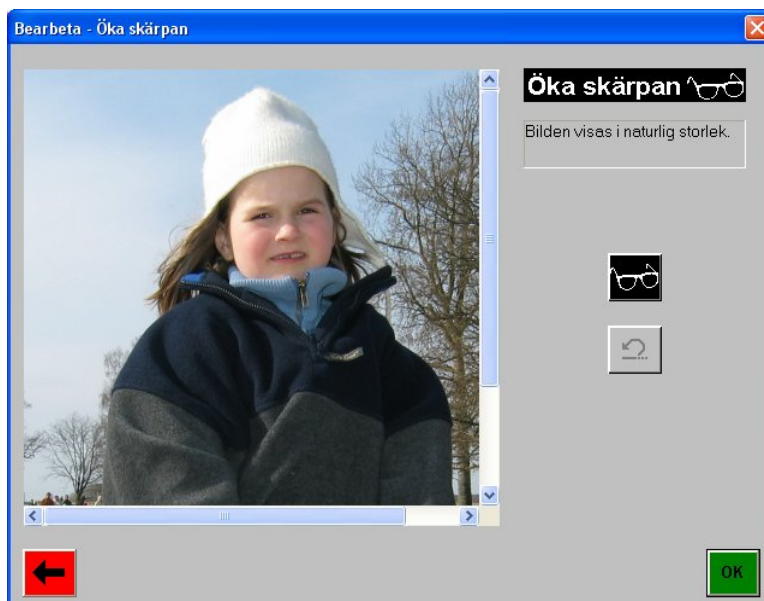 Bearbeta - Öka skärpan
Öka skärpan
Bilden visas i naturlig storlek.
OK